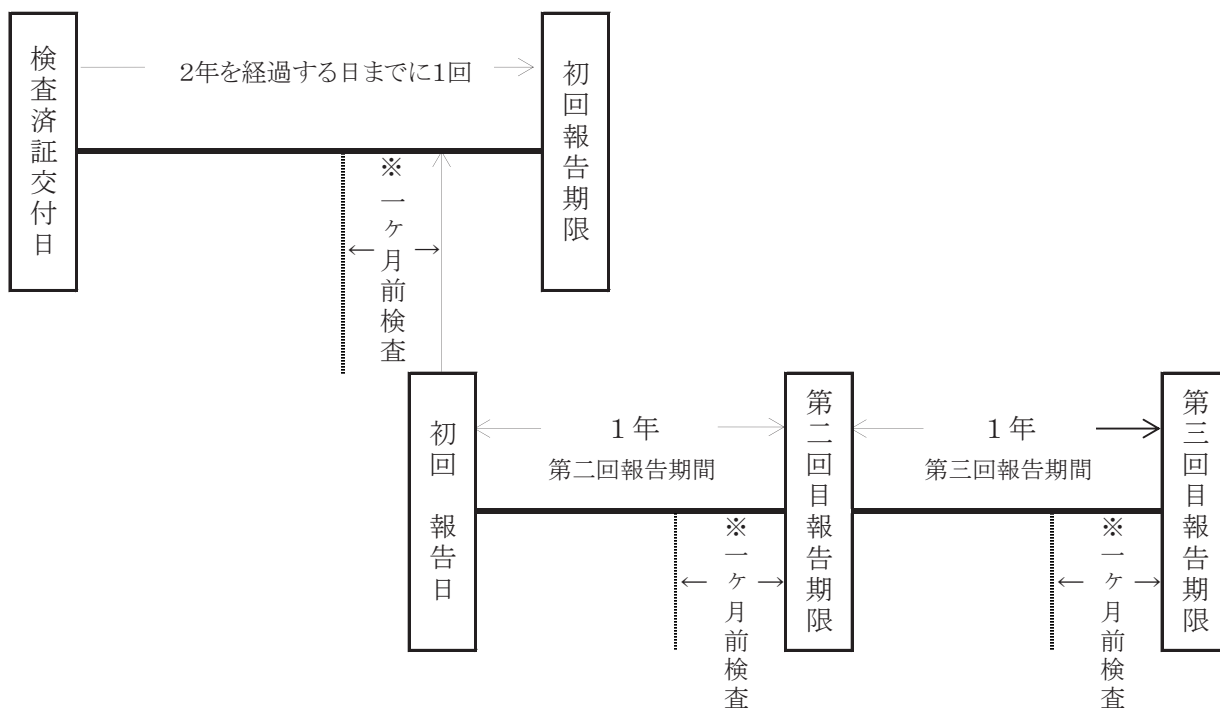 検査済証交付日
2年を経過する日までに1回
初回報告期限
※一ヶ月前検査
初回　報告日
1年
第二回報告期間
※一ヶ月前検査
第二回目報告期限
1年
第三回報告期間
※一ヶ月前検査
第三回目報告期限